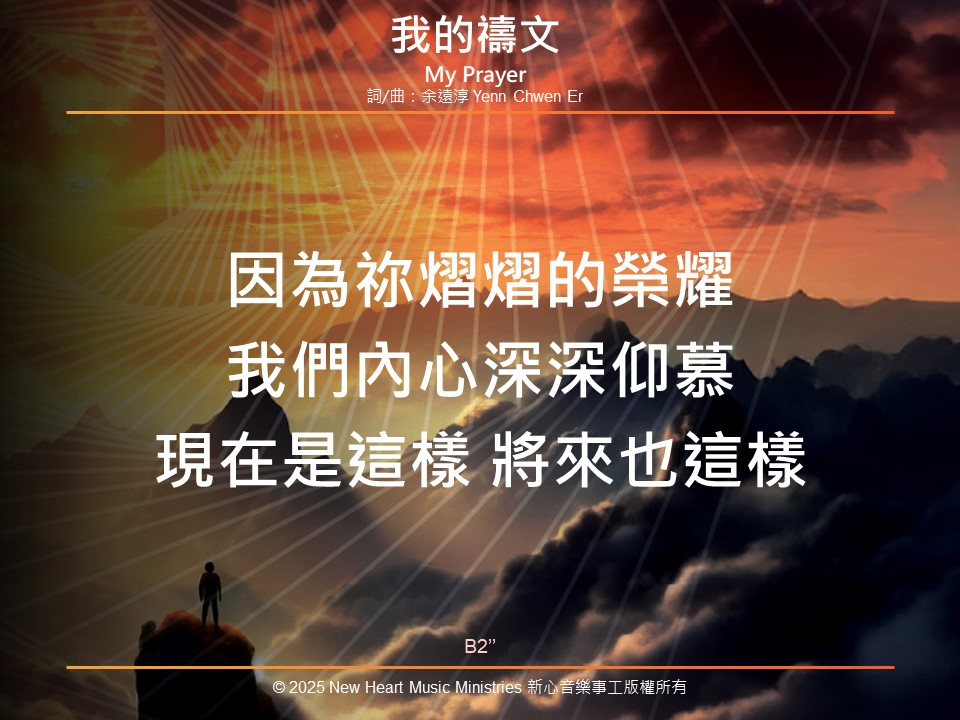 我的禱文
My Prayer
詞/曲：余遠淳 Yenn Chwen Er
因為祢熠熠的榮耀
我們內心深深仰慕
現在是這樣 將來也這樣
B2’’
© 2025 New Heart Music Ministries 新心音樂事工版權所有